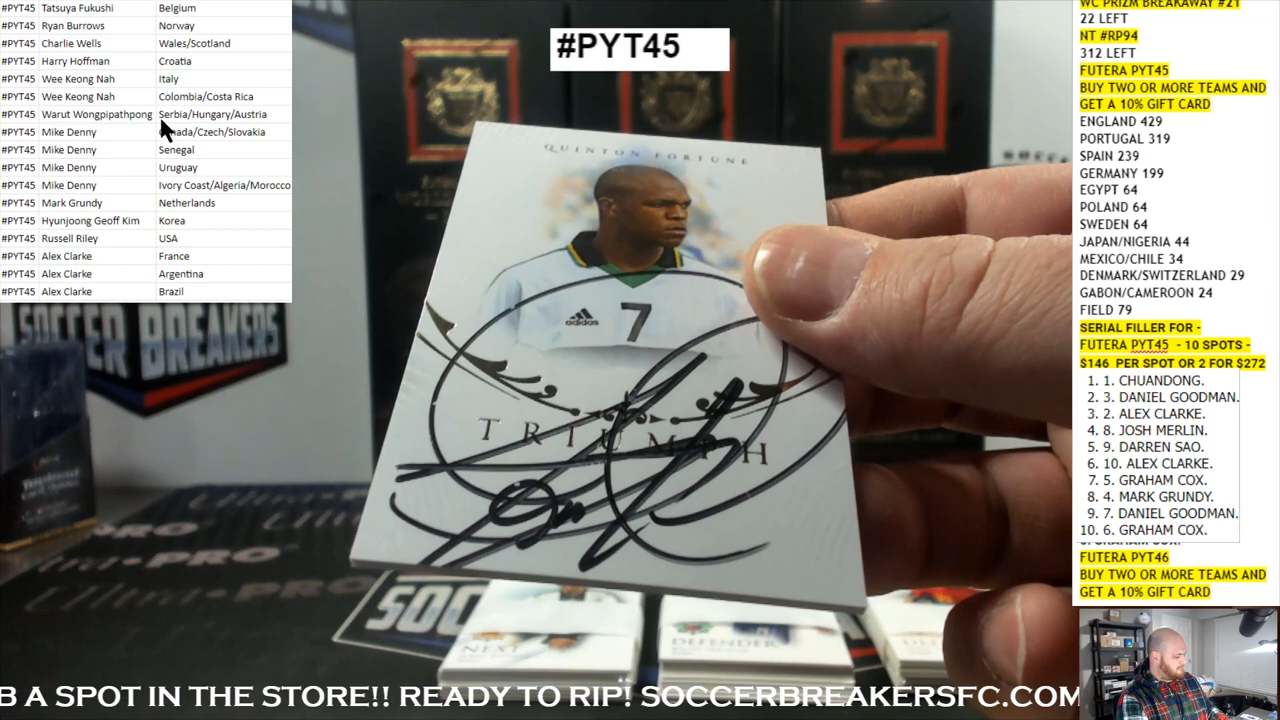 #PYT45 Tatsuya Fukushi Belgium
#PYT45 Ryan Burrows Norway
#PYT45 Charlie Wells Wales/Scotland
#PYT45 Harry Hoffman Croatia
#PYT45 Wee Keong Nah Italy
#PYT45 Wee Keong Nah Colombia/Costa Rica
#PYT45 Warut Wongpipathpong Serbia/Hungary/Austria
#PYT45 Mike Denny nada/Czech/Slovakia
#PYT45 Mike Denny Senegal
#PYT45 Mike Denny Uruguay
#PYT45 Mike Denny Ivory Coast/Algeria/Morocco
#PYT45 Mark Grundy Netherlands
#PYT45 Hyunjoong Geoff Kim Korea
#PYT45 Russell Riley USA
#PYT45 Alex Clarke France
#PYT45 Alex Clarke Argentina
#PYT45 Alex Clarke Brazil
#PYT45
QUINTON FORTUNE
adidas
7
TRIUMPH
SOCCER BREAKERS
PRO
SOCC
NEXT
DEFENDER
WC PRIZM BREAKAWAY #21
22 LEFT
NT #RP94
312 LEFT
FUTERA PYT45
BUY TWO OR MORE TEAMS AND
GET A 10% GIFT CARD
ENGLAND 429
PORTUGAL 319
SPAIN 239
GERMANY 199
EGYPT 64
POLAND 64
SWEDEN 64
JAPAN/NIGERIA 44
MEXICO/CHILE 34
DENMARK/SWITZERLAND 29
GABON/CAMEROON 24
FIELD 79
SERIAL FILLER FOR -
FUTERA PYT45 - 10 SPOTS -
$146 PER SPOT OR 2 FOR $272
1. 1. CHUANDONG.
2. 3. DANIEL GOODMAN.
3. 2. ALEX CLARKE.
4. 8. JOSH MERLIN.
5. 9. DARREN SAO.
6. 10. ALEX CLARKE.
7. 5. GRAHAM COX.
8. 4. MARK GRUNDY.
9. 7. DANIEL GOODMAN.
10. 6. GRAHAM COX.
FUTERA PYT46
BUY TWO OR MORE TEAMS AND
GET A 10% GIFT CARD
B A SPOT IN THE STORE!! READY TO RIP! SOCCERBREAKERSFC.COM